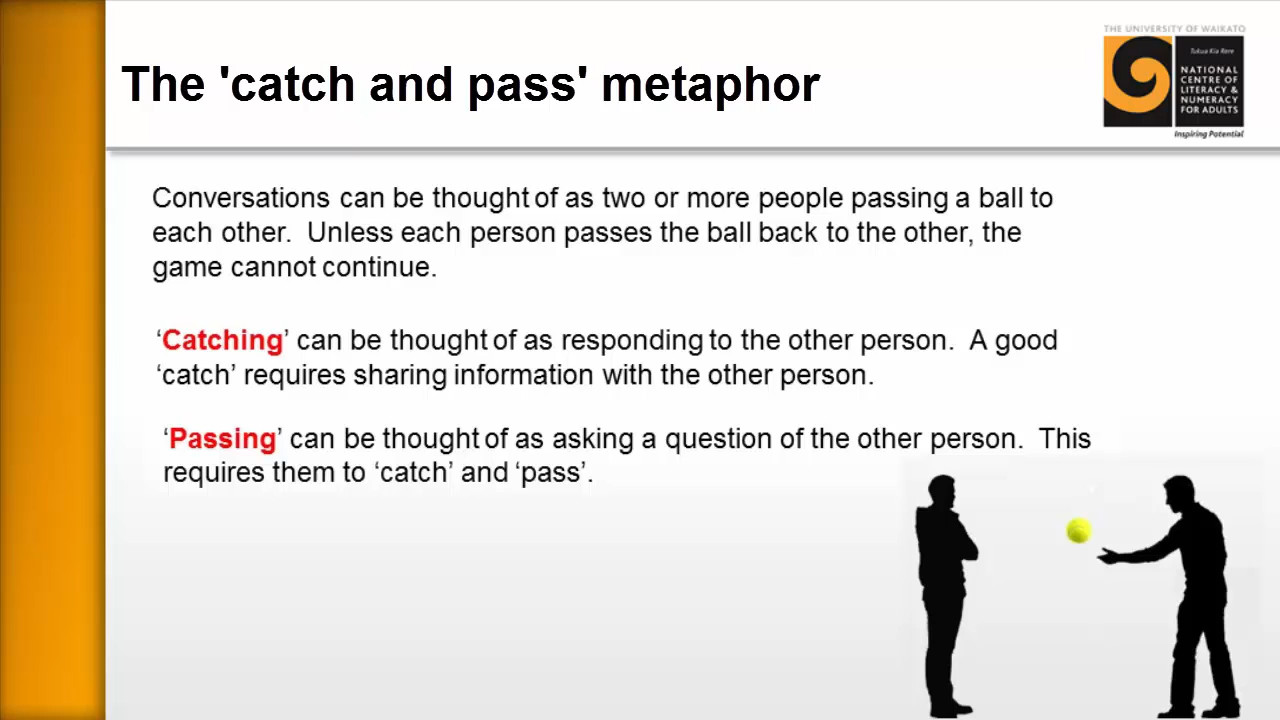 The 'catch and pass' metaphor
THE UNIVERSITY OF WAIKATO
Tukua Kia Rere
NATIONAL
CENTRE OF
LITERACY &
NUMERACY
FOR ADULTS
Inspiring Potential
Conversations can be thought of as two or more people passing a ball to
each other.  Unless each person passes the ball back to the other, the
game cannot continue.
‘Catching’ can be thought of as responding to the other person.  A good
‘catch’ requires sharing information with the other person.
‘Passing’ can be thought of as asking a question of the other person.  This
requires them to ‘catch’ and ‘pass’.